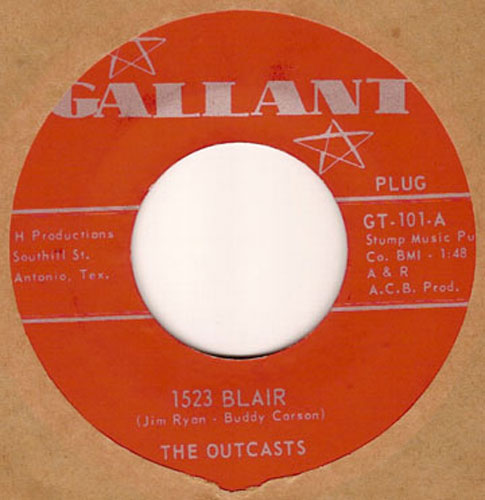 GALLANT
PLUG
H Productions
Southill St.
Antonio, Tex.
GT-101-A
Stump Music Pu
Co. BMI - 1:48
A & R
A.C.B. Prod.
1523 BLAIR
(Jim Ryan - Buddy Carson)
THE OUTCASTS